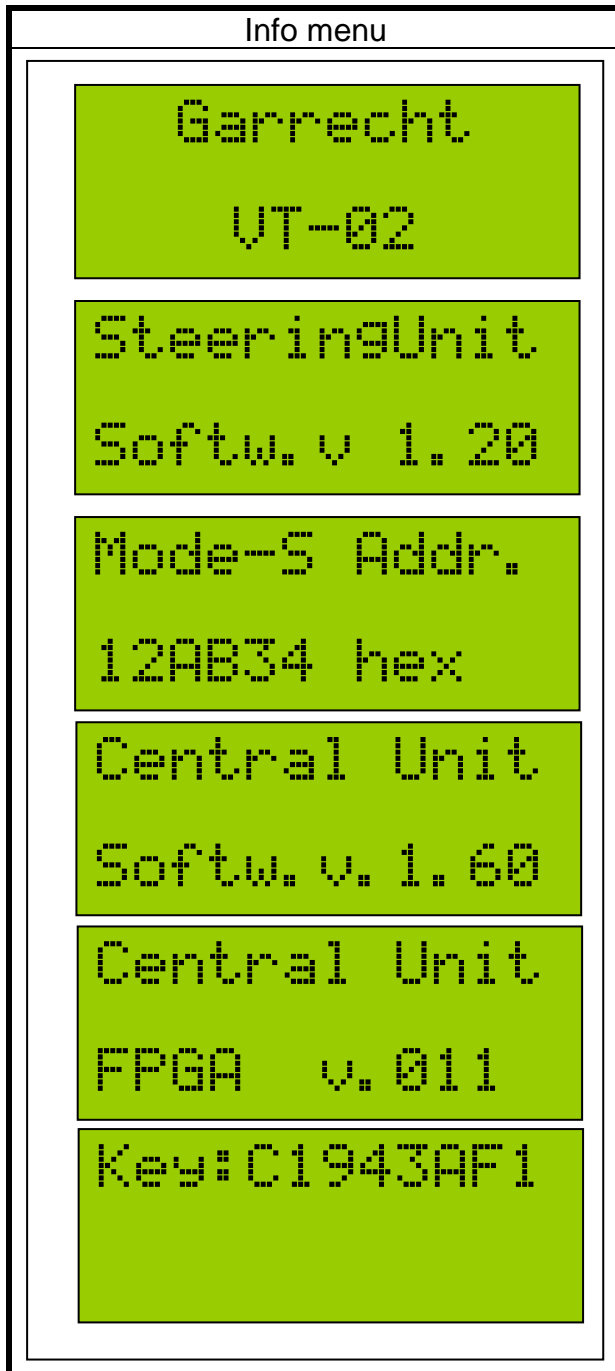 Info menu
Garrecht
VT-02
SteeringUnit
Softw.v 1.20
Mode-S Addr.
12AB34 hex
Central Unit
Softw.v.1.60
Central Unit
FPGA v.011
Key:C1943AF1